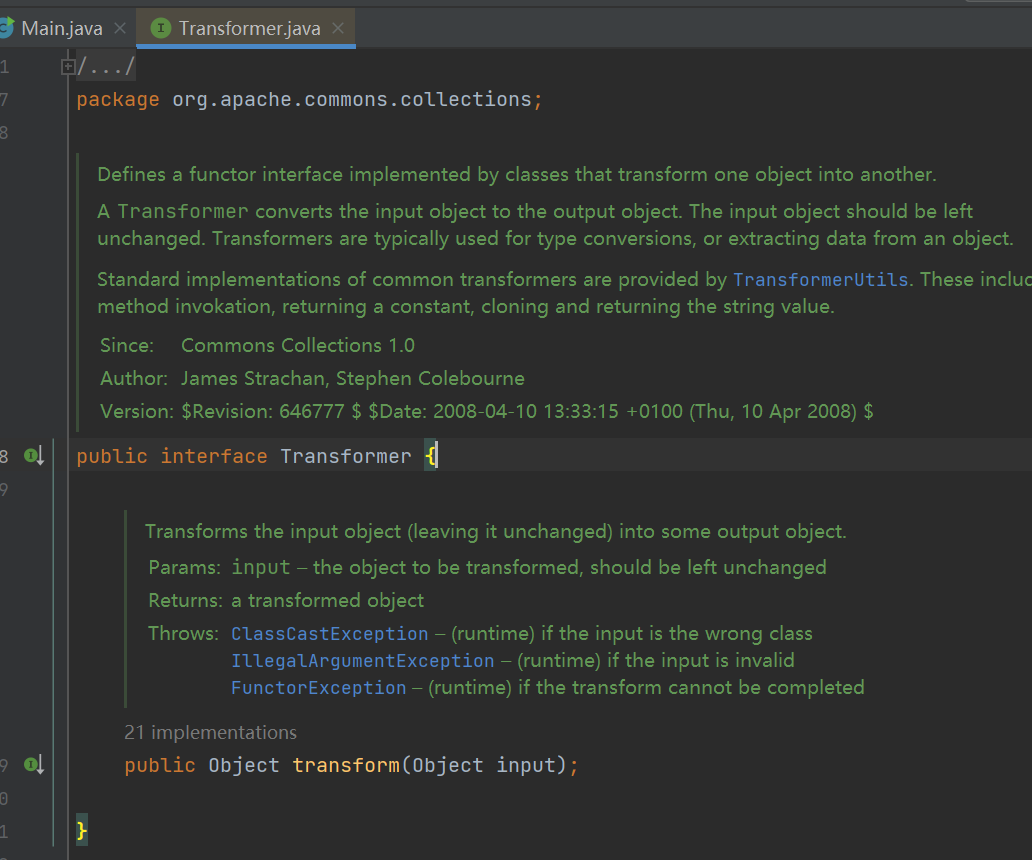 Main.java
Transformer.java
1 /.../
7 package org.apache.commons.collections;
8
Defines a functor interface implemented by classes that transform one object into another.
A Transformer converts the input object to the output object. The input object should be left
unchanged. Transformers are typically used for type conversions, or extracting data from an object.
Standard implementations of common transformers are provided by TransformerUtils. These includ
method invokation, returning a constant, cloning and returning the string value.
Since: Commons Collections 1.0
Author: James Strachan, Stephen Colebourne
Version: $Revision: 646777 $ $Date: 2008-04-10 13:33:15 +0100 (Thu, 10 Apr 2008) $
8 public interface Transformer {
9
Transforms the input object (leaving it unchanged) into some output object.
Params: input – the object to be transformed, should be left unchanged
Returns: a transformed object
Throws: ClassCastException – (runtime) if the input is the wrong class
IllegalArgumentException – (runtime) if the input is invalid
FunctorException – (runtime) if the transform cannot be completed
21 implementations
9 public Object transform(Object input);
0
1 }